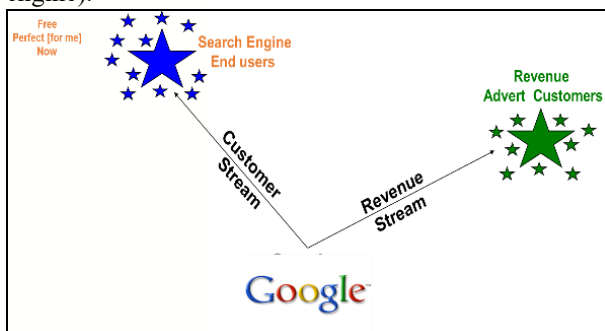 Free
Perfect [for me]
Now
Search Engine
End users
Revenue
Advert Customers
Customer
Stream
Revenue
Stream
Google